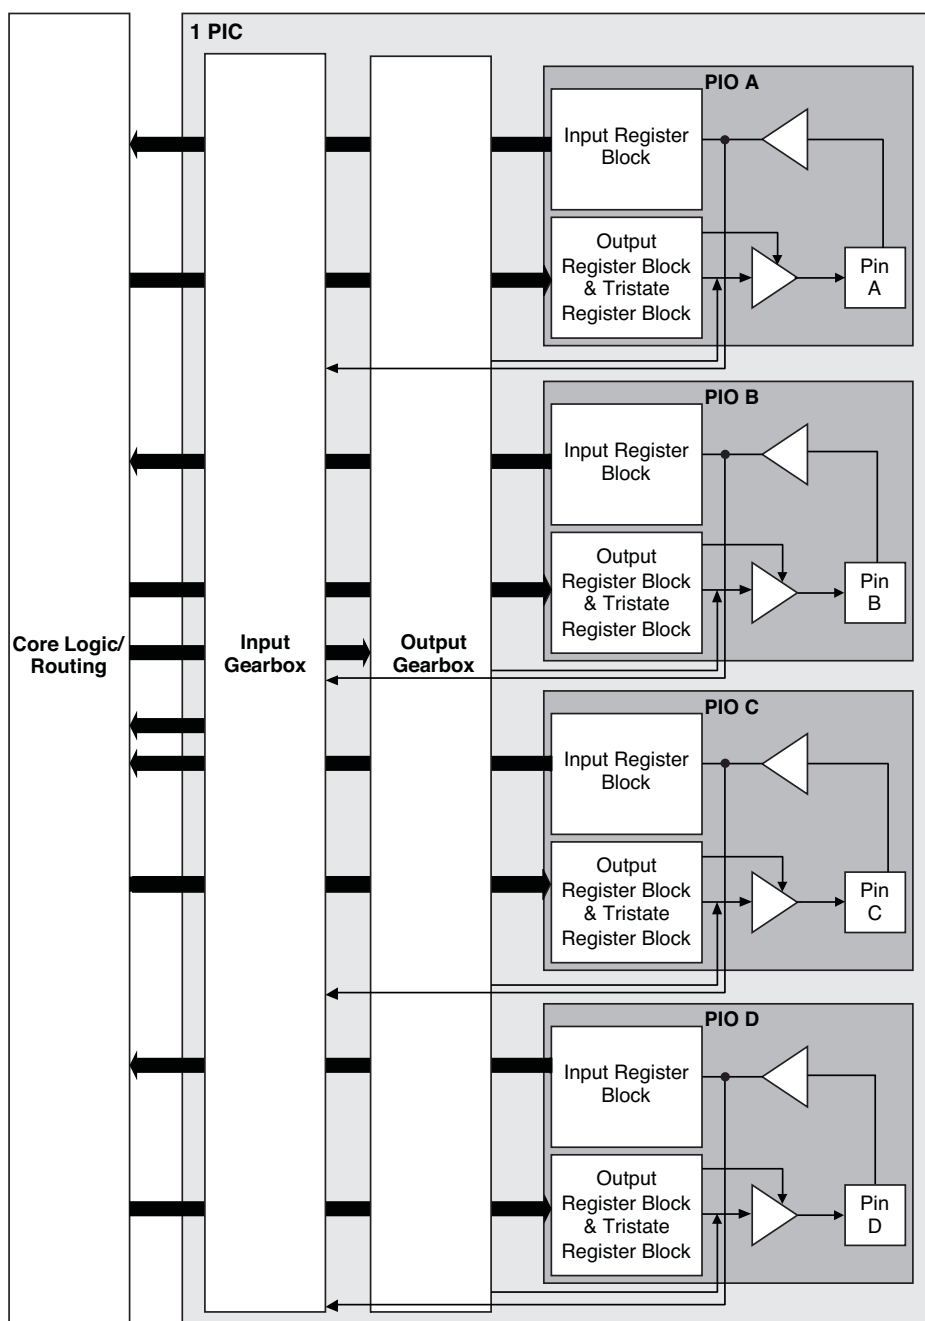 1 PIC
PIO A
Input Register
Block
Output
Register Block
& Tristate
Register Block
Pin
A
PIO B
Input Register
Block
Output
Register Block
& Tristate
Register Block
Pin
B
Core Logic/
Routing
Input
Gearbox
Output
Gearbox
PIO C
Input Register
Block
Output
Register Block
& Tristate
Register Block
Pin
C
PIO D
Input Register
Block
Output
Register Block
& Tristate
Register Block
Pin
D